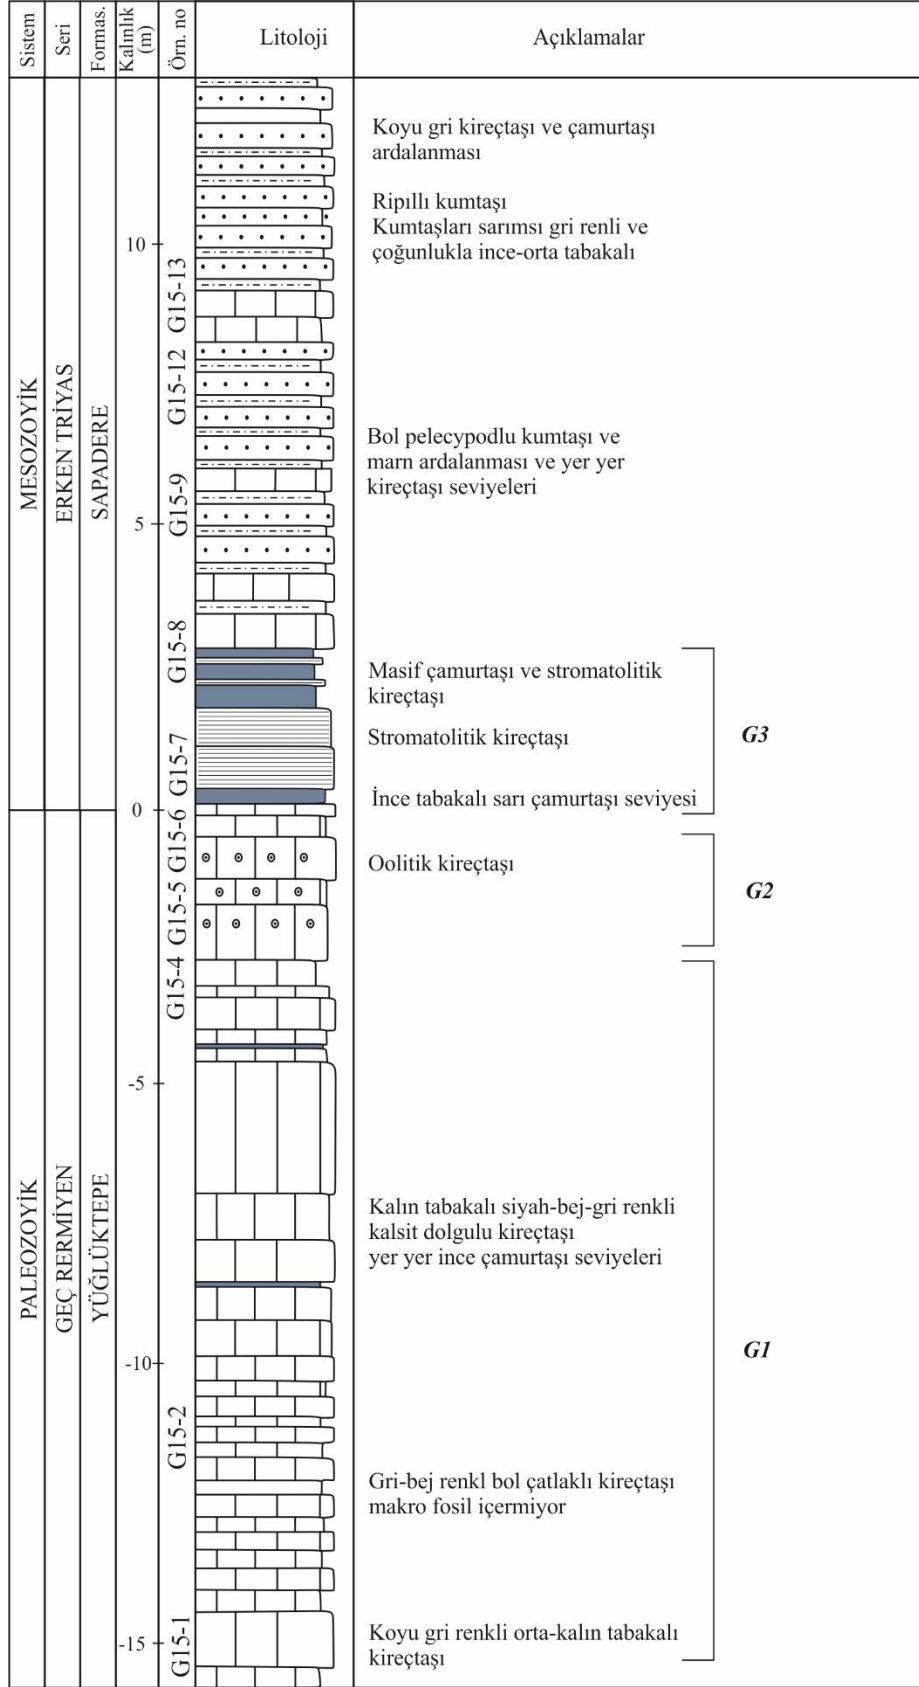 Sistem
Seri
Formas.
Kalınlık
(m)
Örn. no
Litoloji
Açıklamalar
MESOZOYİK
ERKEN TRİYAS
SAPADERE
PALEOZOYİK
GEÇ RERMİYEN
YÜĞLÜKTEPE
10
5
0
-5
-10
-15
G15-13
G15-12
G15-9
G15-8
G15-7
G15-6
G15-5
G15-4
G15-2
G15-1
Koyu gri kireçtaşı ve çamurtaşı
ardalanması
Ripıllı kumtaşı
Kumtaşları sarımsı gri renli ve
çoğunlukla ince-orta tabakalı
Bol pelecypodlu kumtaşı ve
marn ardalanması ve yer yer
kireçtaşı seviyeleri
Masif çamurtaşı ve stromatolitik
kireçtaşı
Stromatolitik kireçtaşı
İnce tabakalı sarı çamurtaşı seviyesi
G3
Oolitik kireçtaşı
G2
Kalın tabakalı siyah-bej-gri renkli
kalsit dolgulu kireçtaşı
yer yer ince çamurtaşı seviyeleri
G1
Gri-bej renkl bol çatlaklı kireçtaşı
makro fosil içermiyor
Koyu gri renkli orta-kalın tabakalı
kireçtaşı